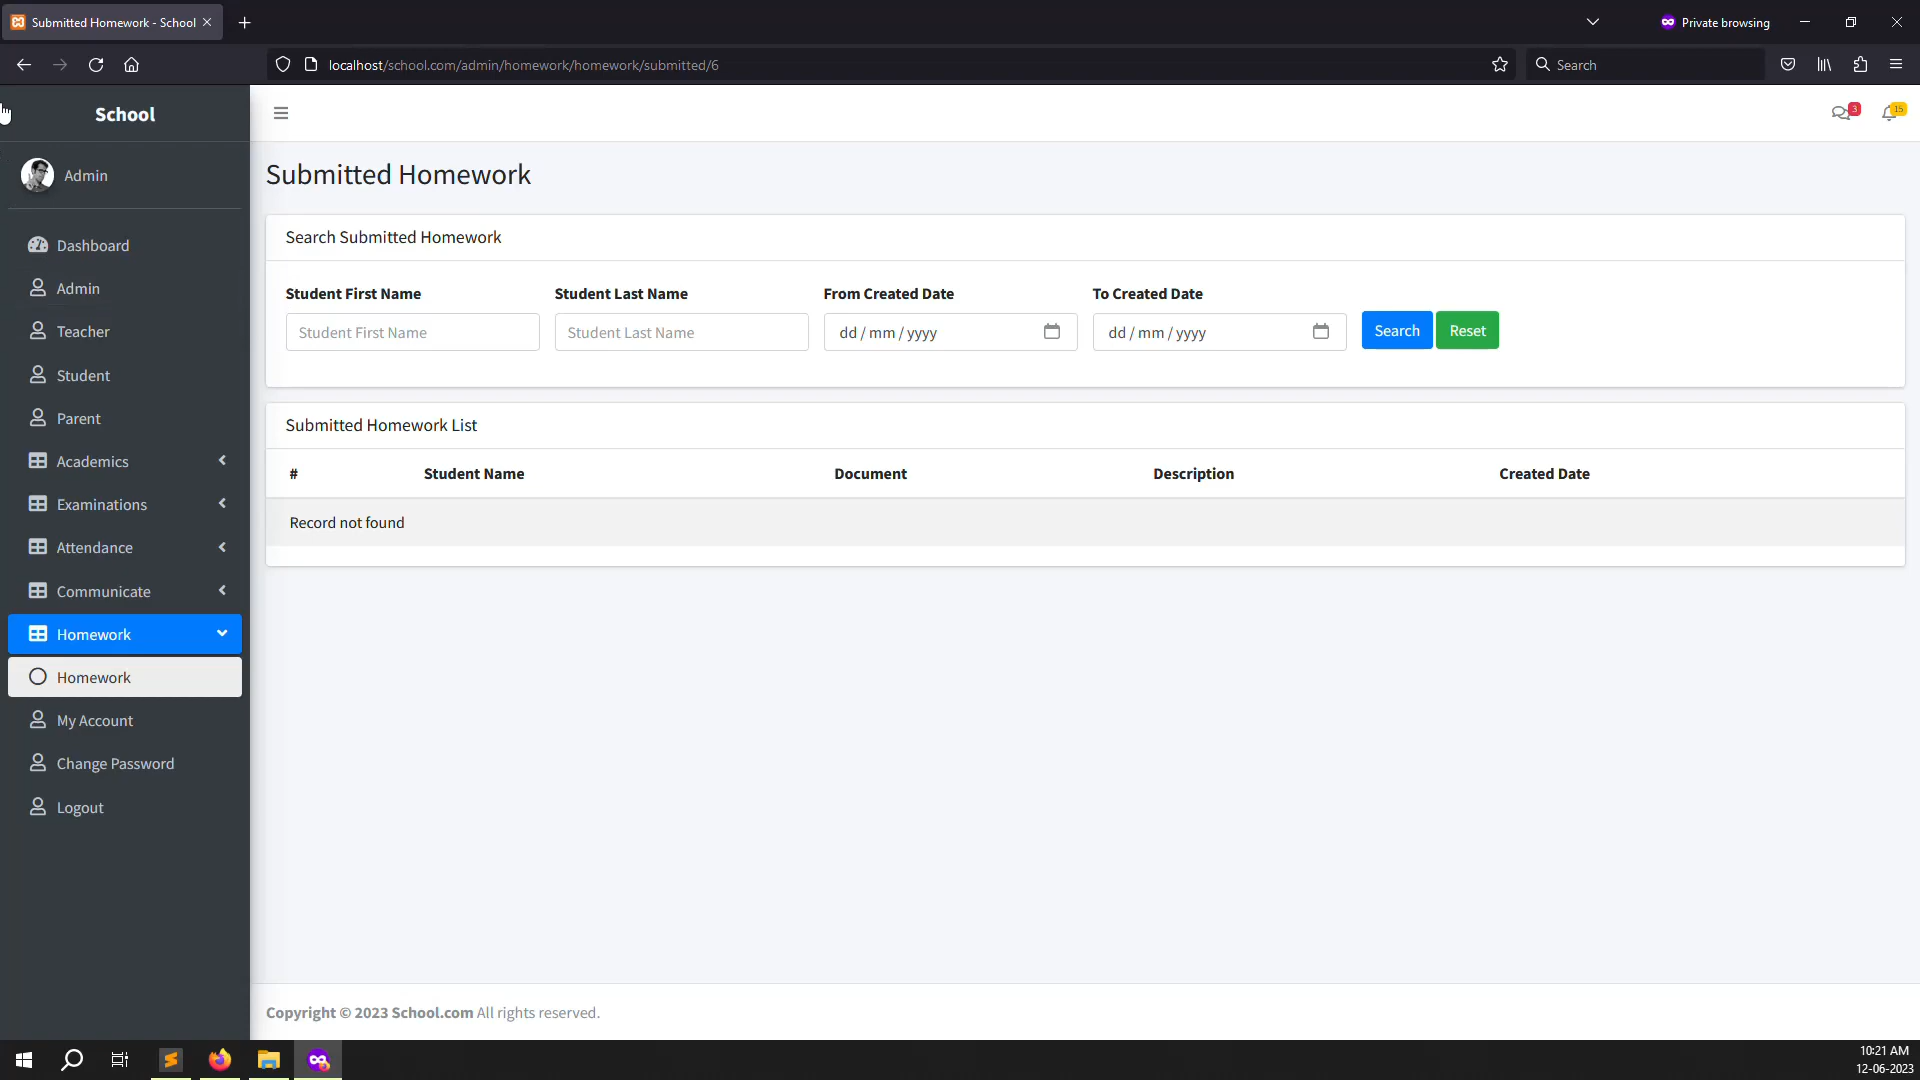 Submitted Homework - School
Private browsing
localhost/school.com/admin/homework/homework/submitted/6
Search
School
3
15
Admin
Dashboard
Admin
Teacher
Student
Parent
Academics
Examinations
Attendance
Communicate
Homework
Homework
My Account
Change Password
Logout
Submitted Homework
Search Submitted Homework
Student First Name
Student Last Name
From Created Date
To Created Date
Student First Name
Student Last Name
dd / mm / yyyy
dd / mm / yyyy
Search
Reset
Submitted Homework List
# Student Name Document Description Created Date
Record not found
Copyright © 2023 School.com All rights reserved.
10:21 AM
12-06-2023